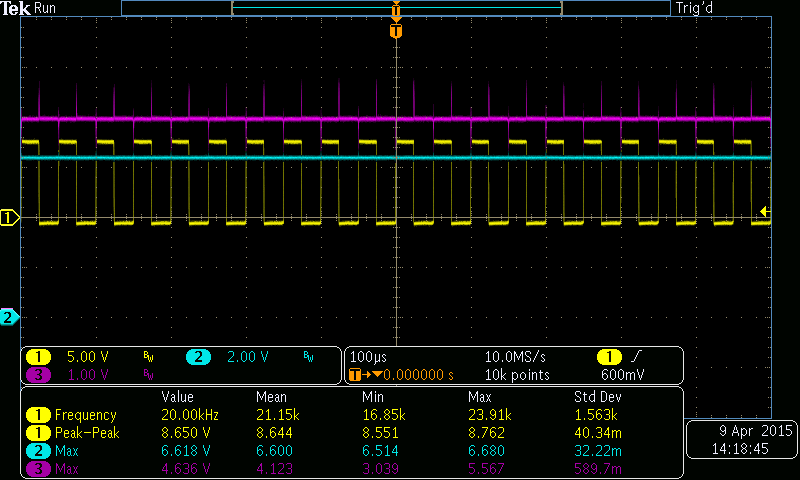 Tek Run Trig'd
T
T
1
2
1 5.00 V BW 2 2.00 V BW
3 1.00 V BW
100µs 10.0MS/s 1
T 0.000000 s 10k points 600mV
Value Mean Min Max Std Dev
1 Frequency 20.00kHz 21.15k 16.85k 23.91k 1.563k
1 Peak-Peak 8.650 V 8.644 8.551 8.762 40.34m
2 Max 6.618 V 6.600 6.514 6.680 32.22m
3 Max 4.636 V 4.123 3.039 5.567 589.7m
9 Apr 2015
14:18:45